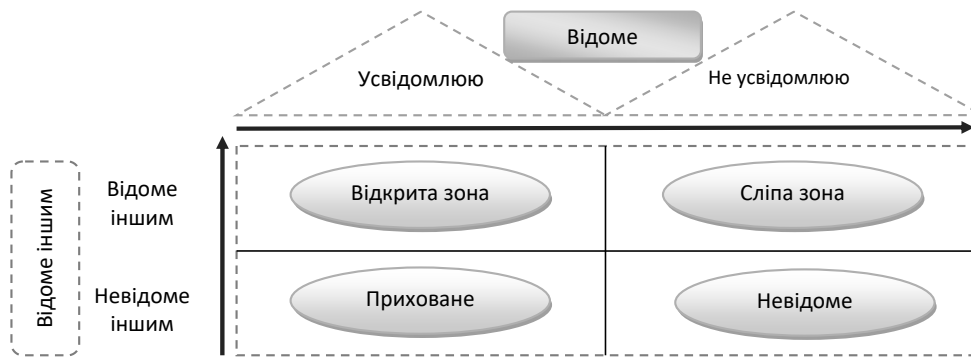 Відоме
Усвідомлюю
Не усвідомлюю
Відоме іншим
Відоме
іншим
Відкрита зона
Сліпа зона
Невідоме
іншим
Приховане
Невідоме